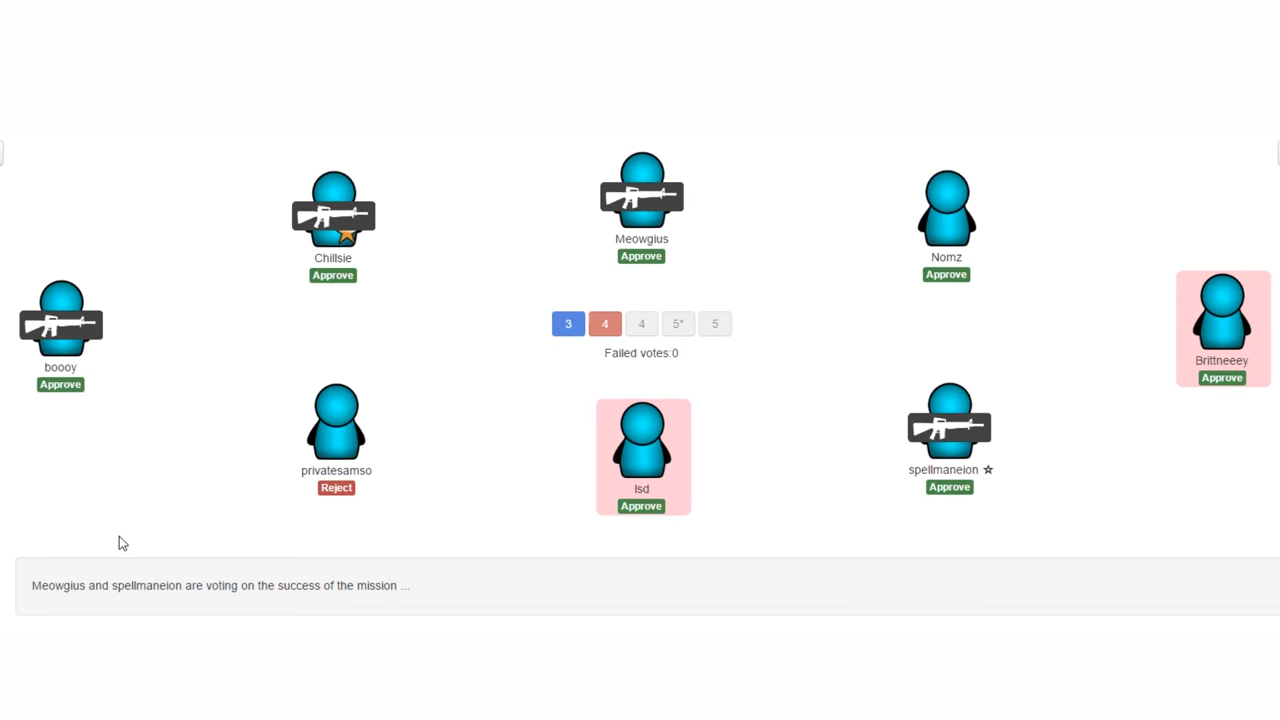 Meowgius
Approve
Chillsie
Approve
Nomz
Approve
boooy
Approve
3 4 4 5* 5
Failed votes:0
Brittneeey
Approve
privatesamso
Reject
lsd
Approve
spellmaneion ☆
Approve
Meowgius and spellmaneion are voting on the success of the mission ...